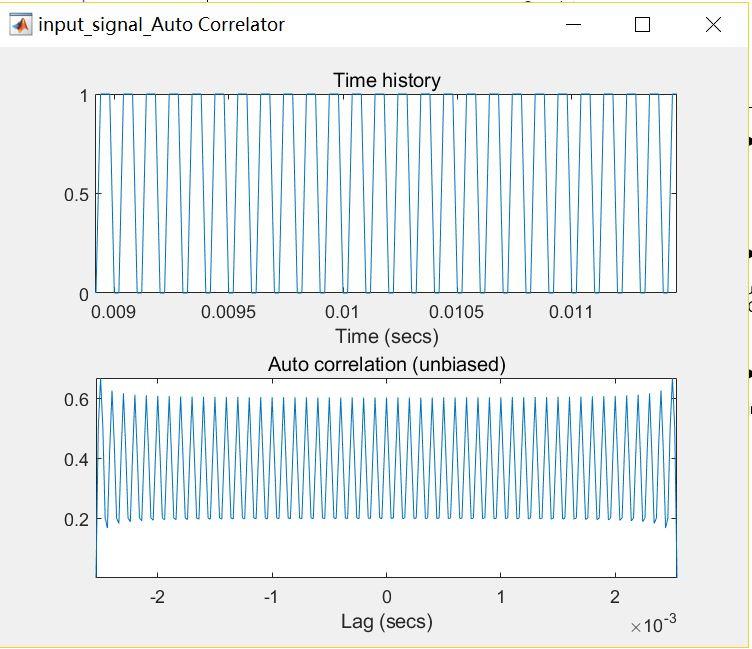 input_signal_Auto Correlator
Time history
1
0.5
0
0.009 0.0095 0.01 0.0105 0.011
Time (secs)
Auto correlation (unbiased)
0.6
0.4
0.2
-2 -1 0 1 2
Lag (secs)
×10⁻³